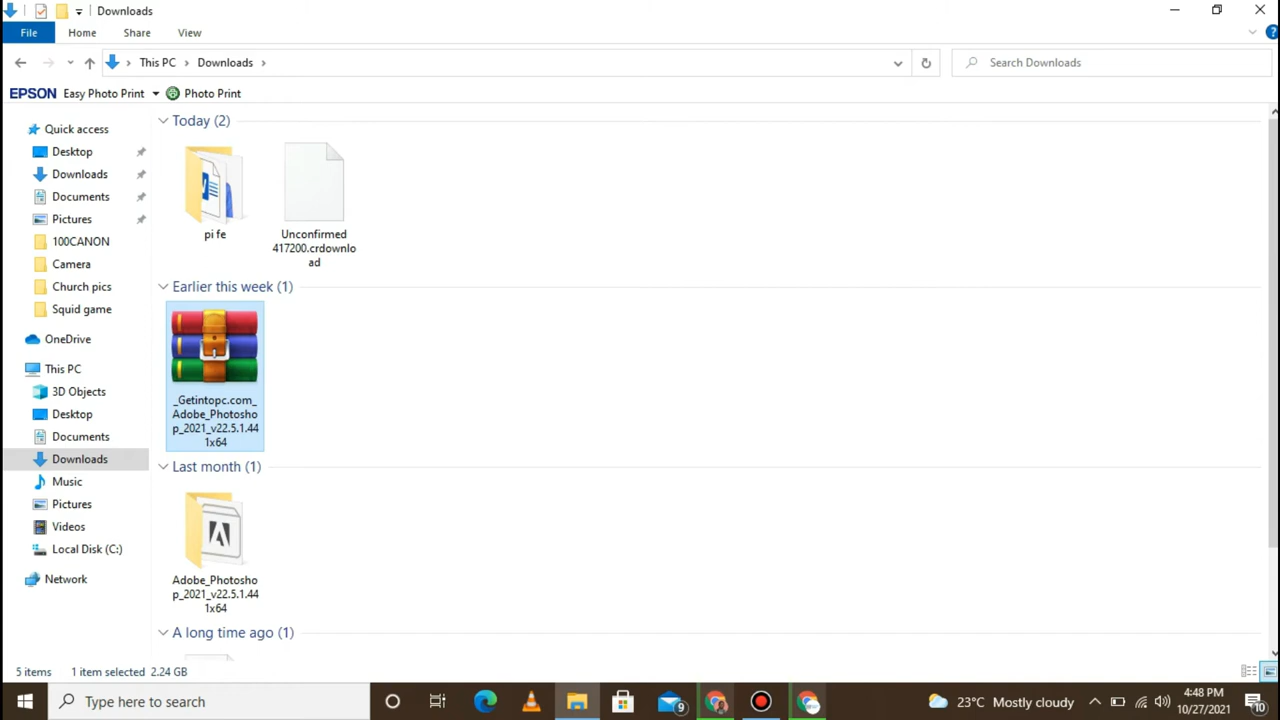 Downloads
File
Home
Share
View
This PC
Downloads
Search Downloads
EPSON
Easy Photo Print
Photo Print
Quick access
Desktop
Downloads
Documents
Pictures
100CANON
Camera
Church pics
Squid game
OneDrive
This PC
3D Objects
Desktop
Documents
Downloads
Music
Pictures
Videos
Local Disk (C:)
Network
Today (2)
pi fe
Unconfirmed
417200.crdownlo
ad
Earlier this week (1)
_Getintopc.com_
Adobe_Photosho
p_2021_v22.5.1.44
1x64
Last month (1)
Adobe_Photosho
p_2021_v22.5.1.44
1x64
A long time ago (1)
5 items
1 item selected
2.24 GB
Type here to search
9
23°C Mostly cloudy
4:48 PM
10/27/2021
10